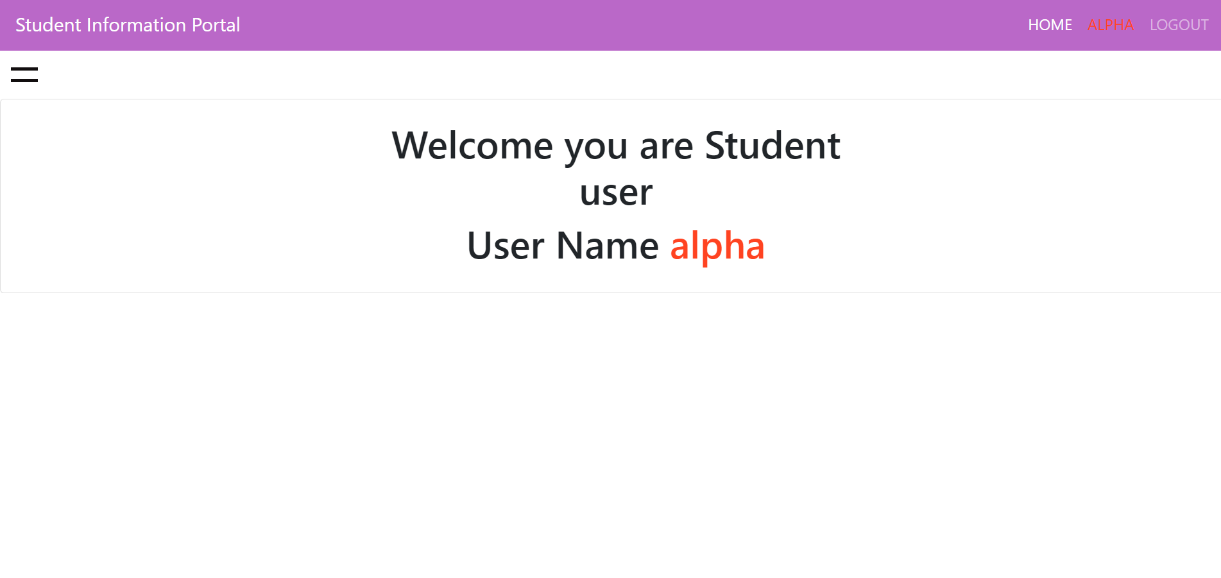 Student Information Portal
HOME ALPHA LOGOUT
Welcome you are Student
user
User Name alpha